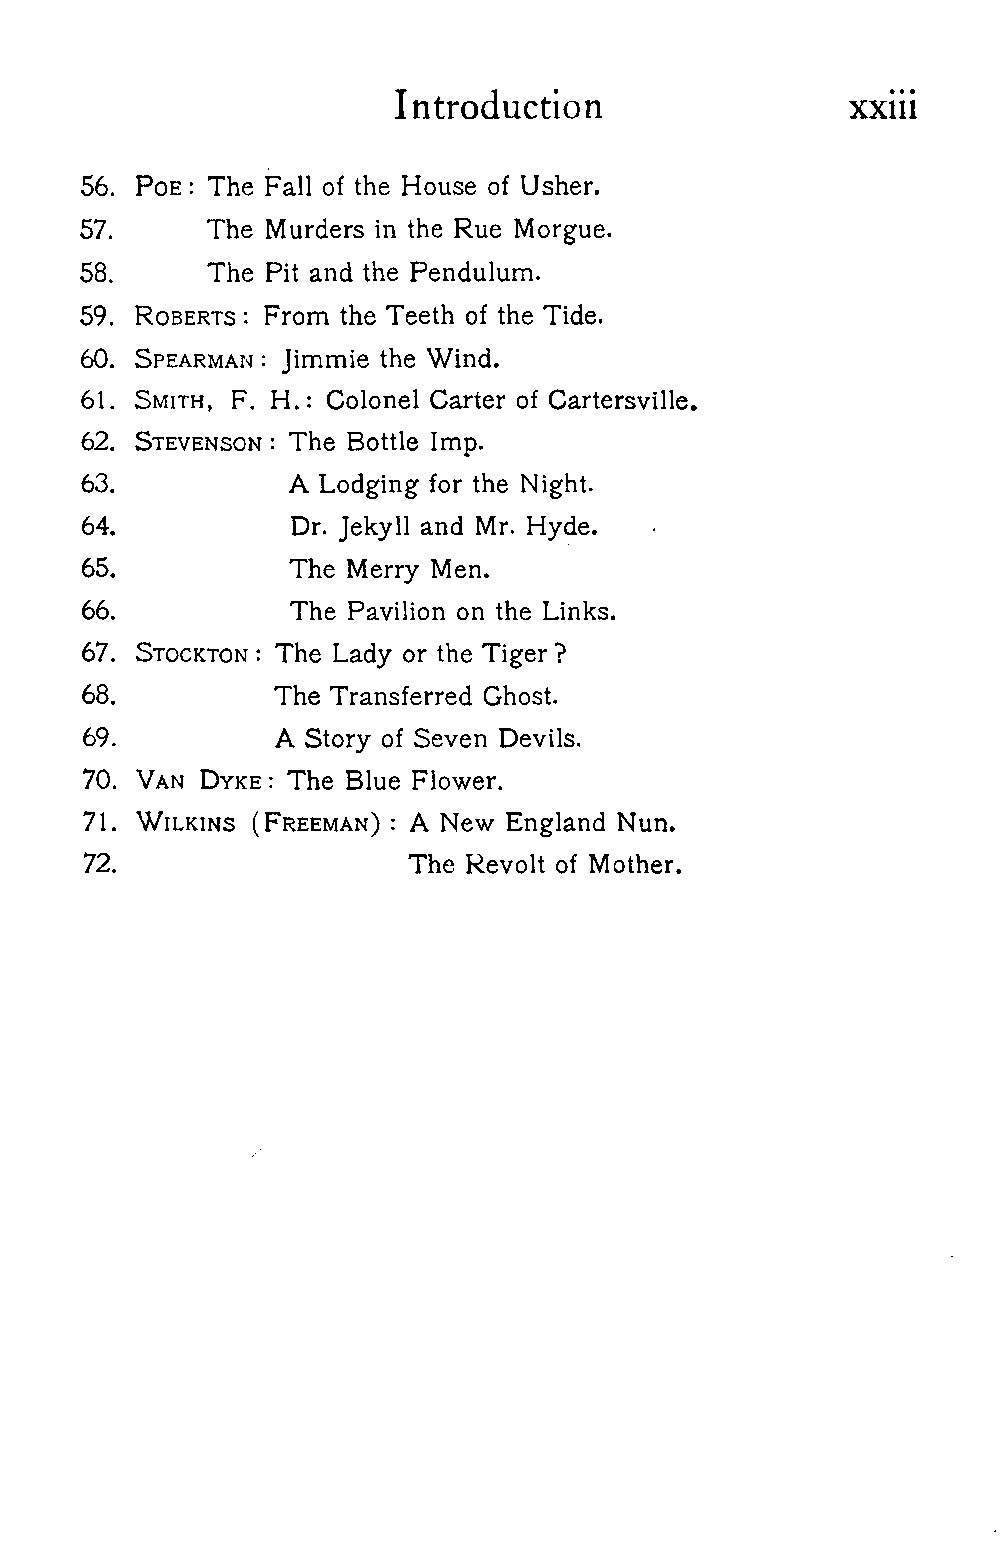 Introduction xxiii
56. POE: The Fall of the House of Usher.
57. The Murders in the Rue Morgue.
58. The Pit and the Pendulum.
59. ROBERTS: From the Teeth of the Tide.
60. SPEARMAN: Jimmie the Wind.
61. SMITH, F. H.: Colonel Carter of Cartersville.
62. STEVENSON: The Bottle Imp.
63. A Lodging for the Night.
64. Dr. Jekyll and Mr. Hyde.
65. The Merry Men.
66. The Pavilion on the Links.
67. STOCKTON: The Lady or the Tiger?
68. The Transferred Ghost.
69. A Story of Seven Devils.
70. VAN DYKE: The Blue Flower.
71. WILKINS (FREEMAN): A New England Nun.
72. The Revolt of Mother.